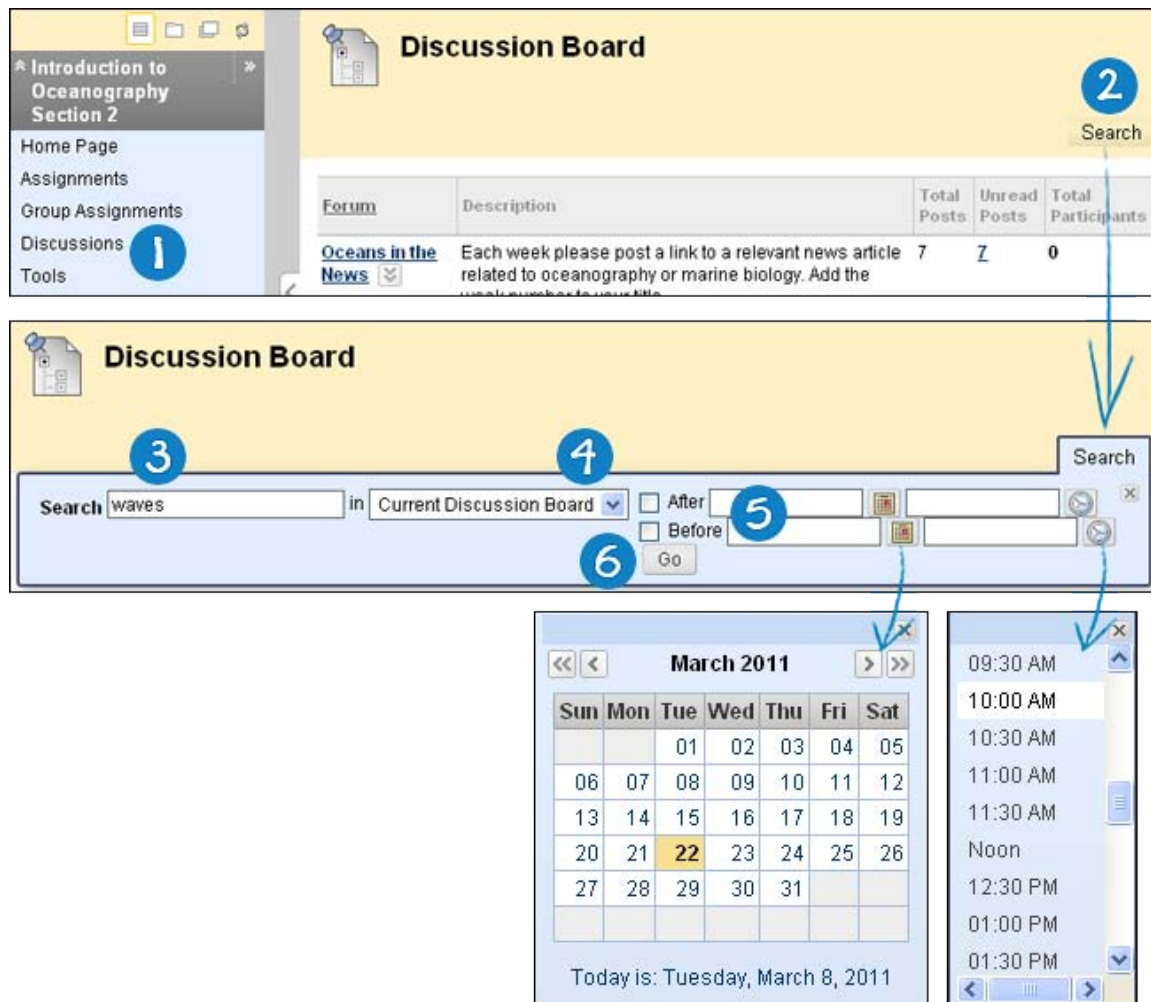 Introduction to
Oceanography
Section 2
Home Page
Assignments
Group Assignments
Discussions
Tools
1
Discussion Board
2
Search
Forum Description Total Posts Unread Posts Total Participants
Oceans in the News Each week please post a link to a relevant news article 7 7 0
related to oceanography or marine biology. Add the
week number to your title
Discussion Board
3
4
Search
Search waves in Current Discussion Board After
5
Before
6
Go
March 2011
Sun Mon Tue Wed Thu Fri Sat
01 02 03 04 05
06 07 08 09 10 11 12
13 14 15 16 17 18 19
20 21 22 23 24 25 26
27 28 29 30 31
Today is: Tuesday, March 8, 2011
09:30 AM
10:00 AM
10:30 AM
11:00 AM
11:30 AM
Noon
12:30 PM
01:00 PM
01:30 PM